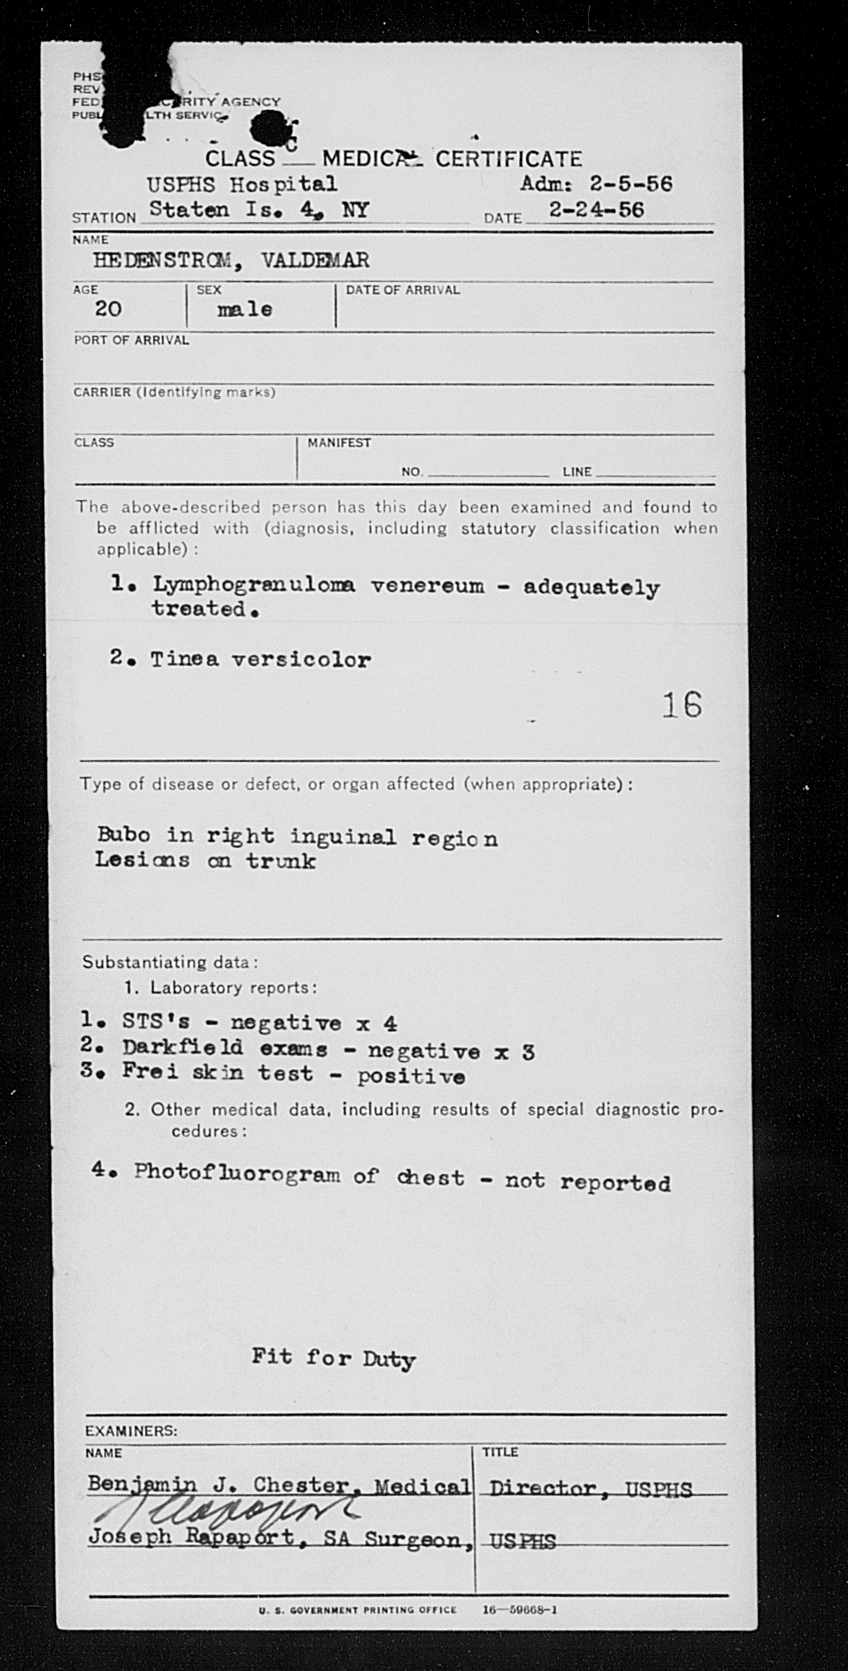 PHS
REV
FED RITY AGENCY
PUBL LTH SERVICE
CLASS C MEDICAL CERTIFICATE
USPHS Hospital Adm: 2-5-56
STATION Staten Is. 4, NY DATE 2-24-56
NAME
HEDENSTROM, VALDEMAR
AGE SEX DATE OF ARRIVAL
20 male
PORT OF ARRIVAL
CARRIER (Identifying marks)
CLASS MANIFEST
NO. LINE
The above-described person has this day been examined and found to
be afflicted with (diagnosis, including statutory classification when
applicable) :
1. Lymphogranuloma venereum - adequately
treated.
2. Tinea versicolor
16
Type of disease or defect, or organ affected (when appropriate) :
Bubo in right inguinal region
Lesions on trunk
Substantiating data :
1. Laboratory reports :
1. STS's - negative x 4
2. Darkfield exams - negative x 3
3. Frei skin test - positive
2. Other medical data, including results of special diagnostic pro-
cedures :
4. Photofluorogram of chest - not reported
Fit for Duty
EXAMINERS:
NAME TITLE
Benjamin J. Chester, Medical Director, USPHS
J Rapaport
Joseph Rapaport, SA Surgeon, USPHS
U. S. GOVERNMENT PRINTING OFFICE 16—59668-1